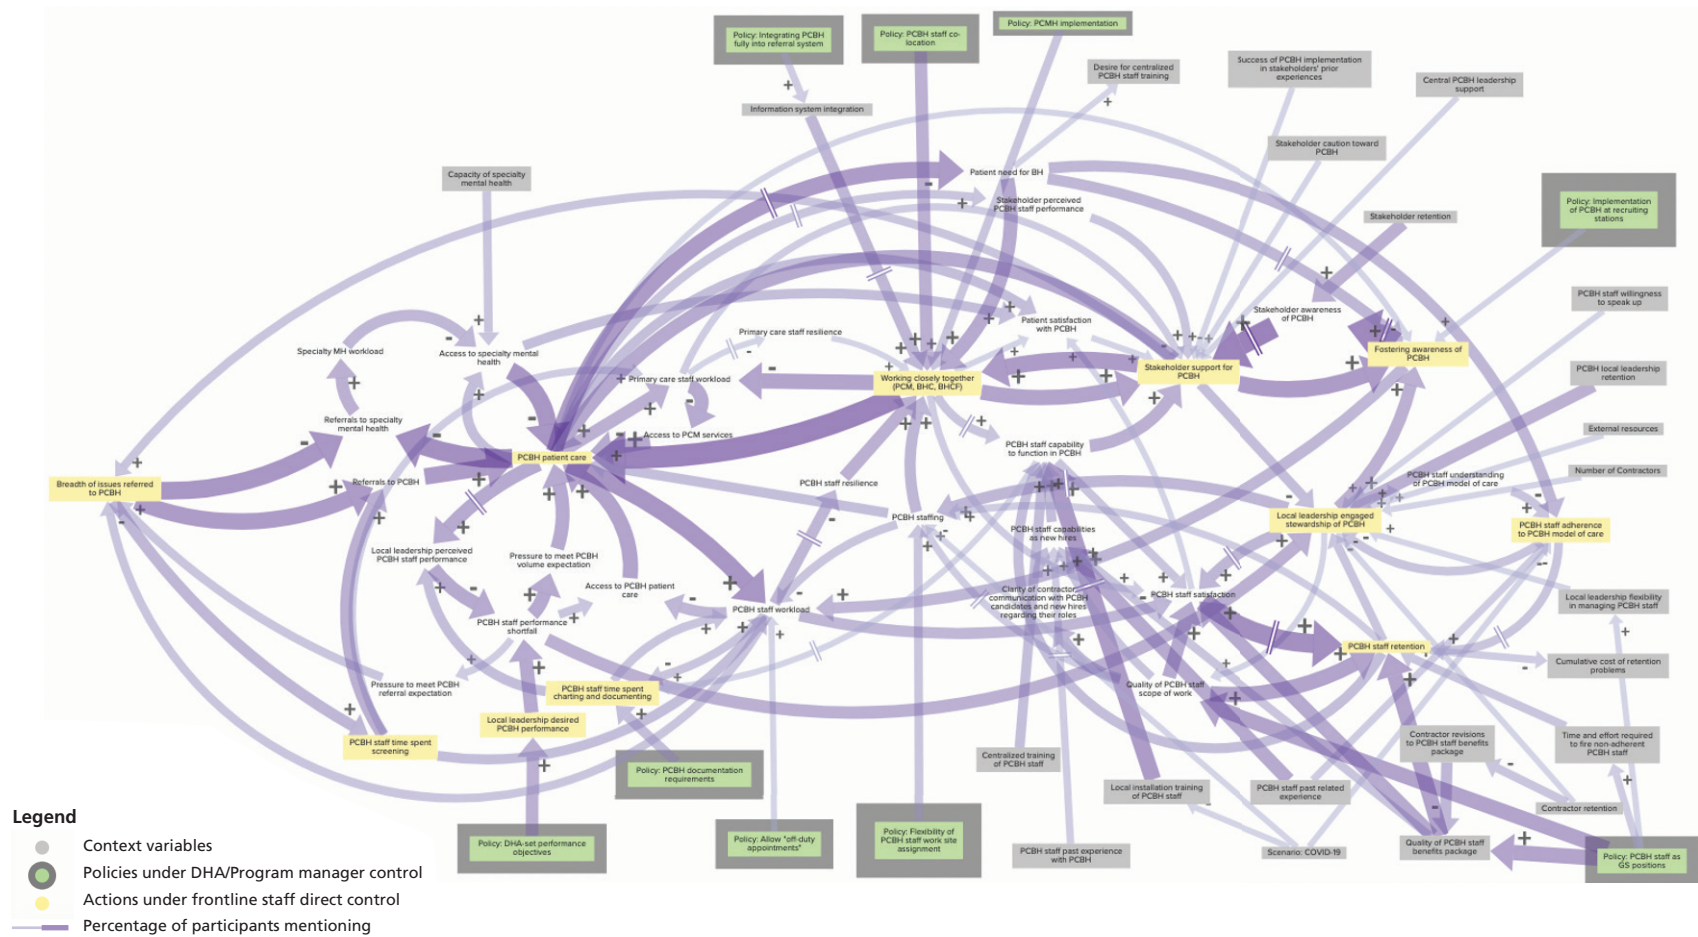 Policy: Integrating PCBH
fully into referral system
Policy: PCBH staff co-
location
Policy: PCMH implementation
Desire for centralized
PCBH staff training
Success of PCBH implementation
in stakeholders' prior
experiences
Central PCBH leadership
support
Information system integration
Stakeholder caution toward
PCBH
Capacity of specialty
mental health
Patient need for BH
Stakeholder perceived
PCBH staff performance
Stakeholder retention
Policy: Implementation
of PCBH at recruiting
stations
PCBH staff willingness
to speak up
Stakeholder awareness
of PCBH
Patient satisfaction
with PCBH
Primary care staff resilience
Specialty MH workload
Access to specialty mental
health
Fostering awareness of
PCBH
Primary care staff workload
Working closely together
(PCM, BHC, BHCF)
Stakeholder support for
PCBH
PCBH local leadership
retention
Referrals to specialty
mental health
Access to PCM services
External resources
PCBH patient care
PCBH staff capability
to function in PCBH
Number of Contractors
Breadth of issues referred
to PCBH
Referrals to PCBH
PCBH staff resilience
PCBH staff understanding
of PCBH model of care
PCBH staffing
Local leadership engaged
stewardship of PCBH
PCBH staff adherence
to PCBH model of care
PCBH staff capabilities
as new hires
Local leadership perceived
PCBH staff performance
Pressure to meet PCBH
volume expectation
Access to PCBH patient
care
Clarity of contractor
communication with PCBH
candidates and new hires
regarding their roles
PCBH staff satisfaction
Local leadership flexibility
in managing PCBH staff
PCBH staff workload
PCBH staff performance
shortfall
PCBH staff retention
Cumulative cost of retention
problems
Pressure to meet PCBH
referral expectation
PCBH staff time spent
charting and documenting
Quality of PCBH staff
scope of work
Local leadership desired
PCBH performance
PCBH staff time spent
screening
Centralized training
of PCBH staff
Contractor revisions
to PCBH staff benefits
package
Time and effort required
to fire non-adherent
PCBH staff
Policy: PCBH documentation
requirements
Local installation training
of PCBH staff
PCBH staff past related
experience
Contractor retention
Policy: DHA-set performance
objectives
Policy: Allow "off-duty
appointments"
Policy: Flexibility of
PCBH staff work site
assignment
PCBH staff past experience
with PCBH
Scenario: COVID-19
Quality of PCBH staff
benefits package
Policy: PCBH staff as
GS positions
Legend
Context variables
Policies under DHA/Program manager control
Actions under frontline staff direct control
Percentage of participants mentioning